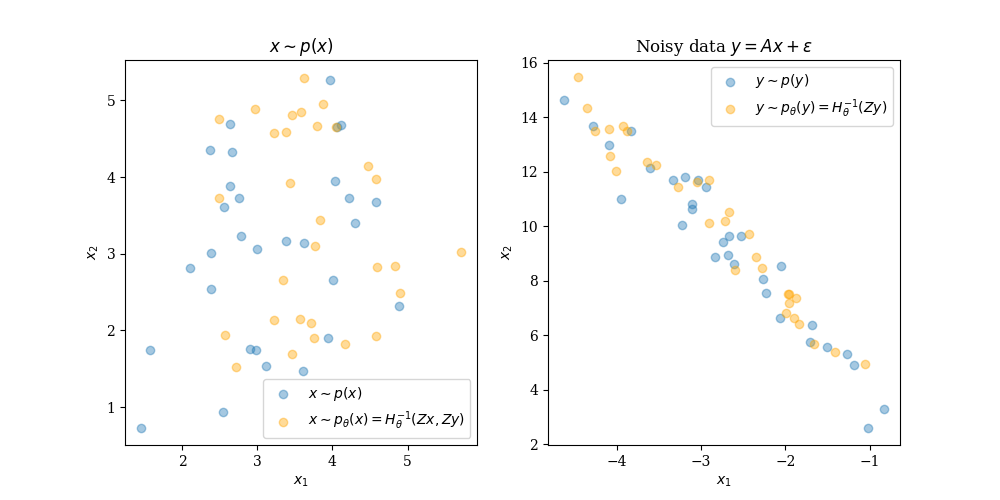 x ∼ p(x)
5
4
3
2
1
x₂
2
3
4
5
x₁
x ∼ p(x)
x ∼ p_θ(x) = H_θ^{-1}(Zx, Zy)
Noisy data y = Ax + ε
16
14
12
10
8
6
4
2
x₂
−4
−3
−2
−1
x₁
y ∼ p(y)
y ∼ p_θ(y) = H_θ^{-1}(Zy)